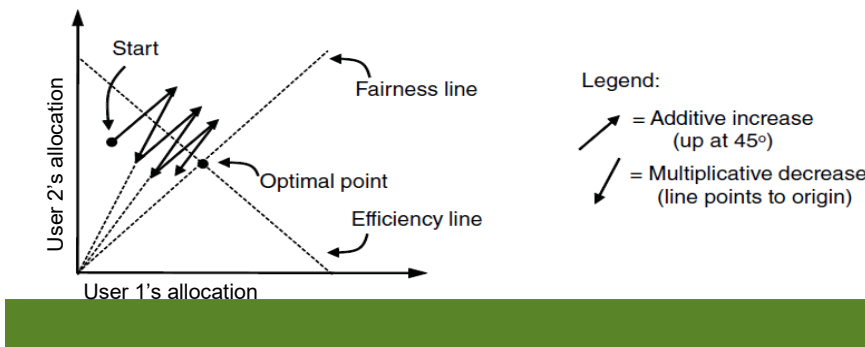 Start
Fairness line
Optimal point
Efficiency line
User 2's allocation
User 1's allocation
Legend:
= Additive increase
(up at 45º)
= Multiplicative decrease
(line points to origin)